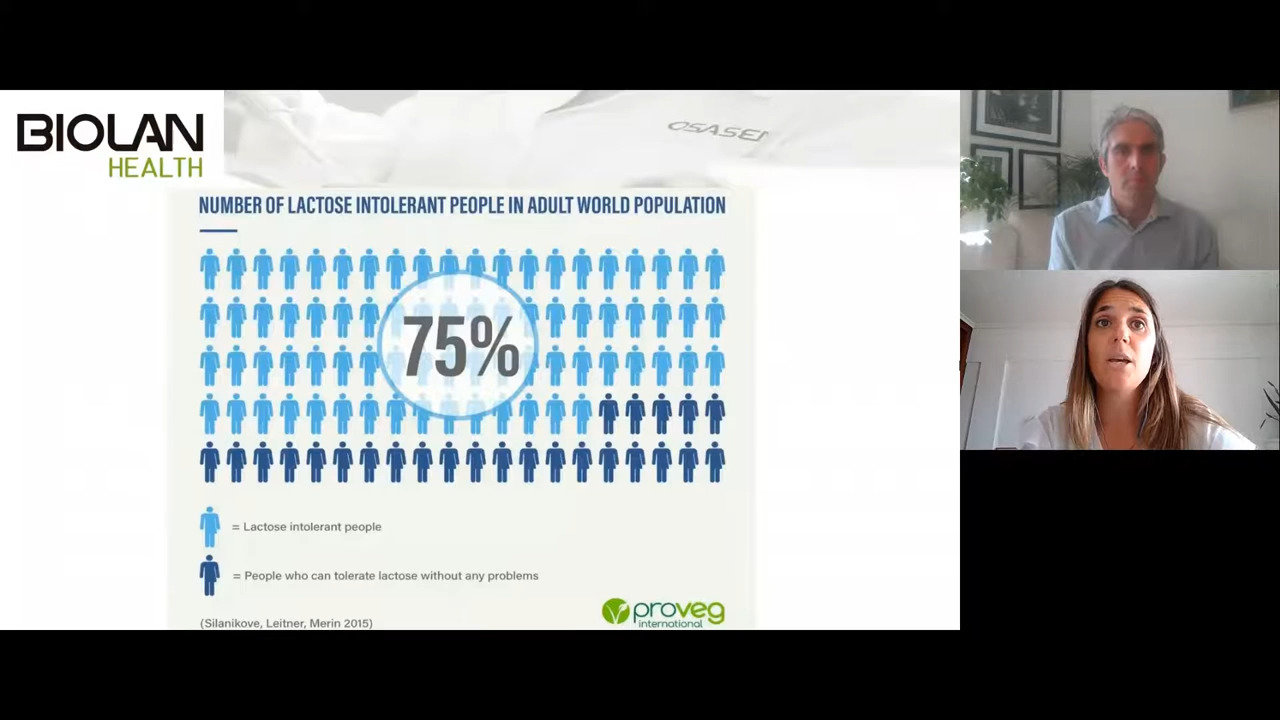 BIOLAN
HEALTH
NUMBER OF LACTOSE INTOLERANT PEOPLE IN ADULT WORLD POPULATION
75%
= Lactose intolerant people
= People who can tolerate lactose without any problems
(Silanikove, Leitner, Merin 2015)
proveg
international